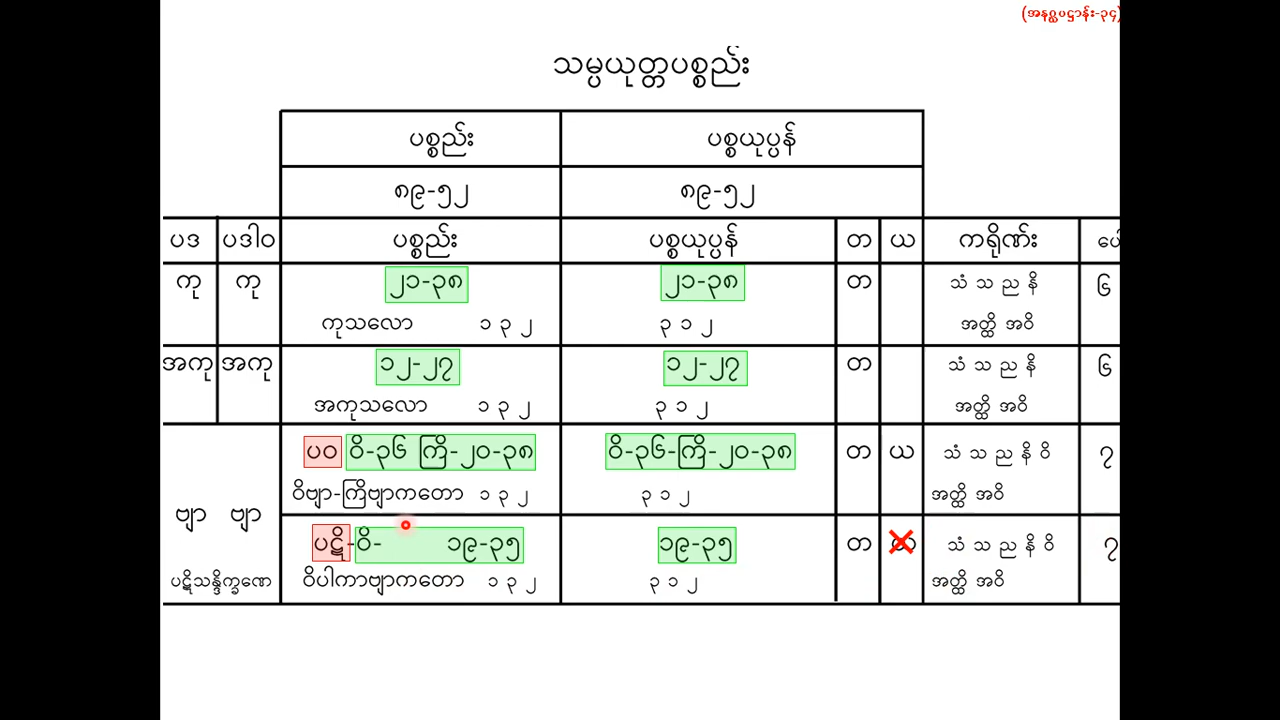 (အနဂ္ဃပဋ္ဌာန်း-၃၄)
သမ္ပယုတ္တပစ္စည်း
ပစ္စည်း ပစ္စယုပ္ပန်
၈၉-၅၂ ၈၉-၅၂
ပဒ ပဒါဝ ပစ္စည်း ပစ္စယုပ္ပန် တ ယ ကရိုဏ်း
ကု ကု ၂၁-၃၈ ၂၁-၃၈ တ သံ သ ည နိ ၆
ကုသလော ၁ ၃ ၂ ၃ ၁ ၂ အတ္ထိ အဝိ
အကု အကု ၁၂-၂၇ ၁၂-၂၇ တ သံ သ ည နိ ၆
အကုသလော ၁ ၃ ၂ ၃ ၁ ၂ အတ္ထိ အဝိ
ပဝ ဝိ-၃၆ ကြိ-၂၀-၃၈ ဝိ-၃၆-ကြိ-၂၀-၃၈ တ ယ သံ သ ည နိ ဝိ ၇
ဝိဗျာ-ကြိဗျာကတော ၁ ၃ ၂ ၃ ၁ ၂ အတ္ထိ အဝိ
ဗျာ ဗျာ
ပဋိ-ဝိ- ၁၉-၃၅ ၁၉-၃၅ တ သံ သ ည နိ ဝိ ၇
ပဋိသန္ဒိက္ခဏေ ဝိပါကာဗျာကတော ၁ ၃ ၂ ၃ ၁ ၂ အတ္ထိ အဝိ